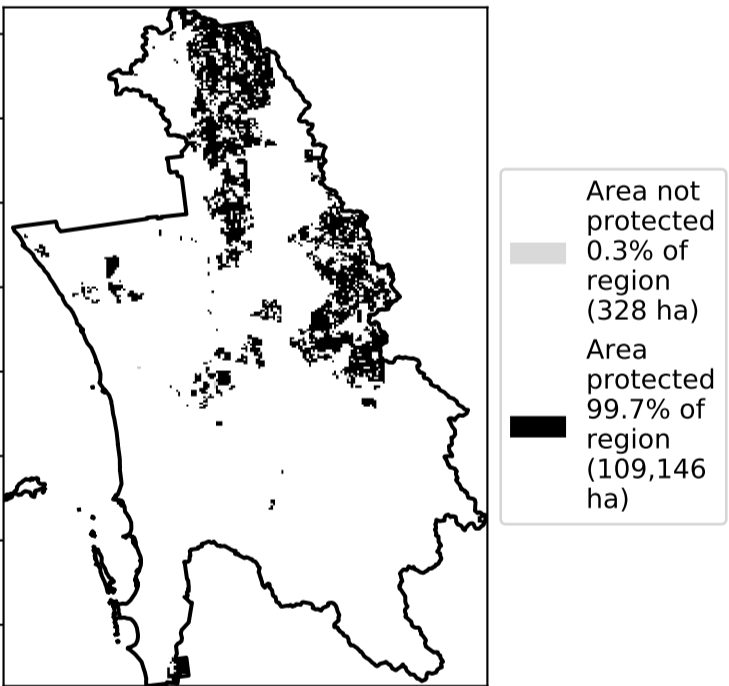 Area not
protected
0.3% of
region
(328 ha)
Area
protected
99.7% of
region
(109,146
ha)